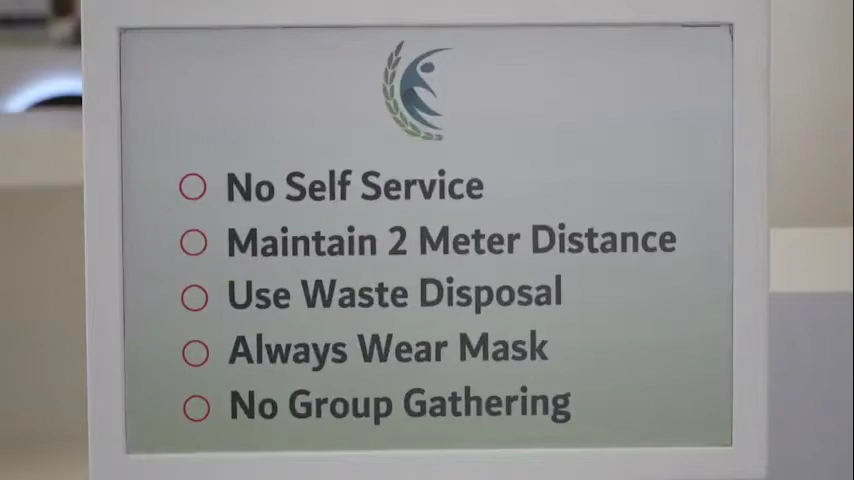 No Self Service
Maintain 2 Meter Distance
Use Waste Disposal
Always Wear Mask
No Group Gathering